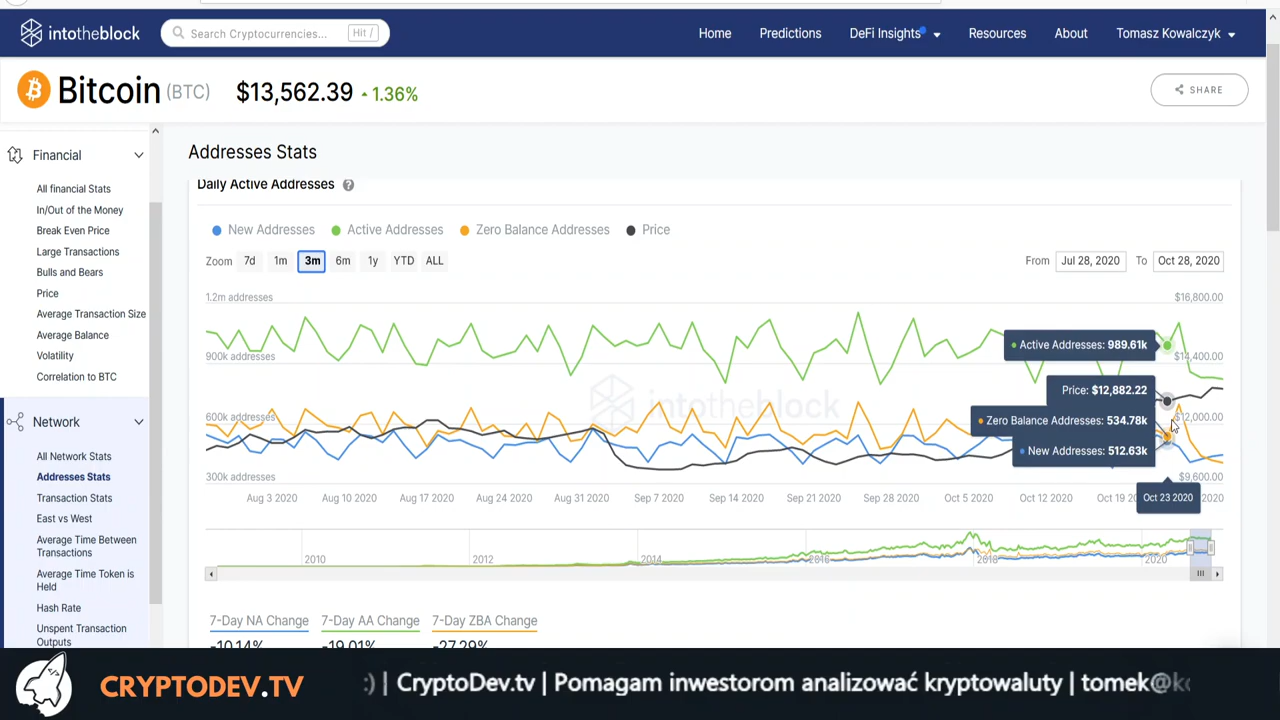 intotheblock
Search Cryptocurrencies...
Hit /
Home
Predictions
DeFi Insights
Resources
About
Tomasz Kowalczyk
Bitcoin (BTC) $13,562.39 1.36%
SHARE
Financial
All financial Stats
In/Out of the Money
Break Even Price
Large Transactions
Bulls and Bears
Price
Average Transaction Size
Average Balance
Volatility
Correlation to BTC
Network
All Network Stats
Addresses Stats
Transaction Stats
East vs West
Average Time Between
Transactions
Average Time Token is
Held
Hash Rate
Unspent Transaction
Outputs
Addresses Stats
Daily Active Addresses ?
New Addresses Active Addresses Zero Balance Addresses Price
Zoom 7d 1m 3m 6m 1y YTD ALL
From Jul 28, 2020 To Oct 28, 2020
1.2m addresses $16,800.00
900k addresses $14,400.00
600k addresses $12,000.00
300k addresses $9,600.00
intotheblock
Active Addresses: 989.61k
Price: $12,882.22
Zero Balance Addresses: 534.78k
New Addresses: 512.63k
Aug 3 2020 Aug 10 2020 Aug 17 2020 Aug 24 2020 Aug 31 2020 Sep 7 2020 Sep 14 2020 Sep 21 2020 Sep 28 2020 Oct 5 2020 Oct 12 2020 Oct 19 Oct 23 2020 2020
2010 2012 2014 2016 2018 2020
7-Day NA Change 7-Day AA Change 7-Day ZBA Change
-10.14% -19.01% -27.29%
CRYPTODEV.TV
:) | CryptoDev.tv | Pomagam inwestorom analizować kryptowaluty | tomek@k